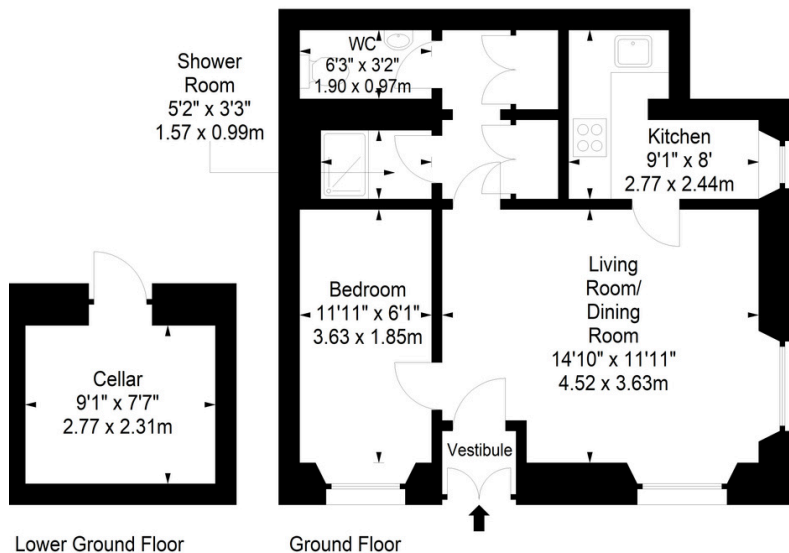 WC
6'3" x 3'2"
1.90 x 0.97m
Shower
Room
5'2" x 3'3"
1.57 x 0.99m
Kitchen
9'1" x 8'
2.77 x 2.44m
Bedroom
11'11" x 6'1"
3.63 x 1.85m
Living
Room/
Dining
Room
14'10" x 11'11"
4.52 x 3.63m
Cellar
9'1" x 7'7"
2.77 x 2.31m
Vestibule
Lower Ground Floor
Ground Floor